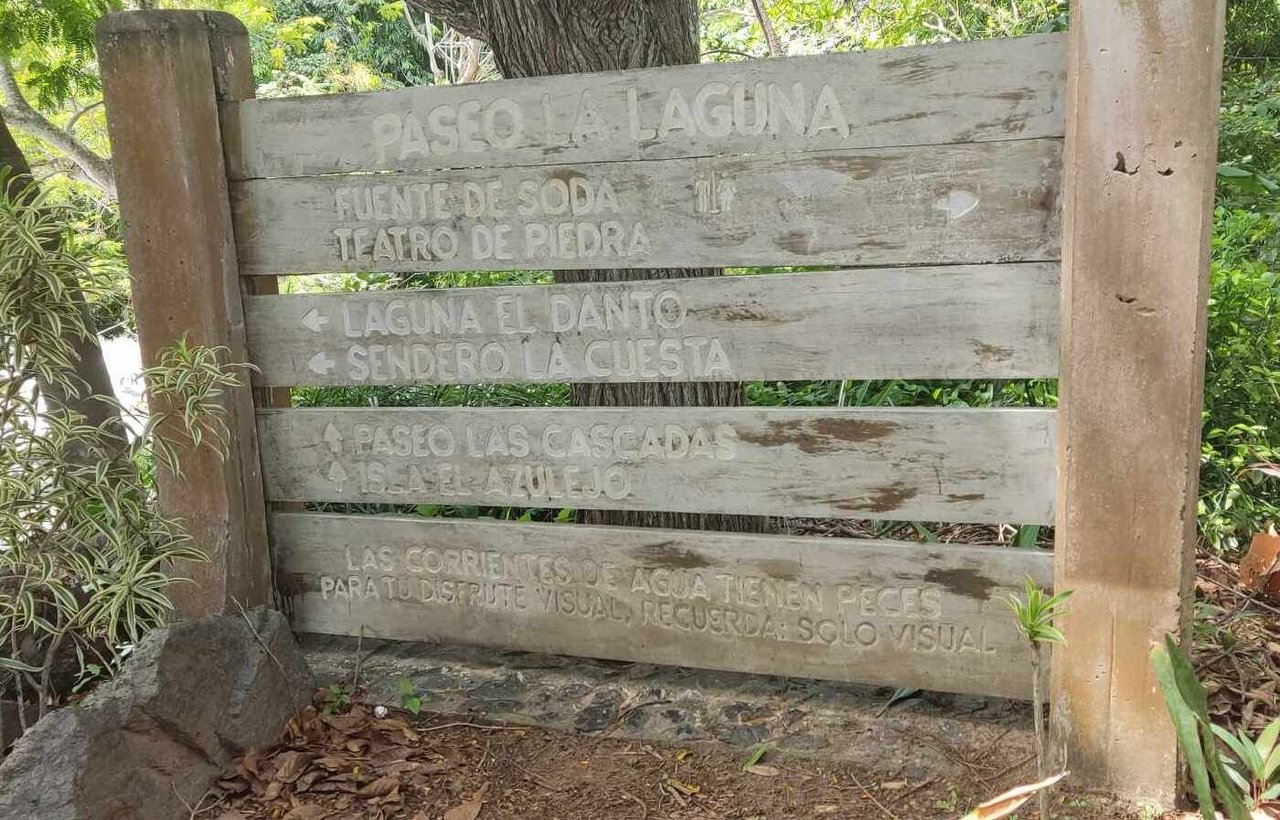 PASEO LA LAGUNA
FUENTE DE SODA
TEATRO DE PIEDRA
LAGUNA EL DANTO
SENDERO LA CUESTA
PASEO LAS CASCADAS
ISLA EL AZULEJO
LAS CORRIENTES DE AGUA TIENEN PECES
PARA TU DISFRUTE VISUAL, RECUERDA: SOLO VISUAL